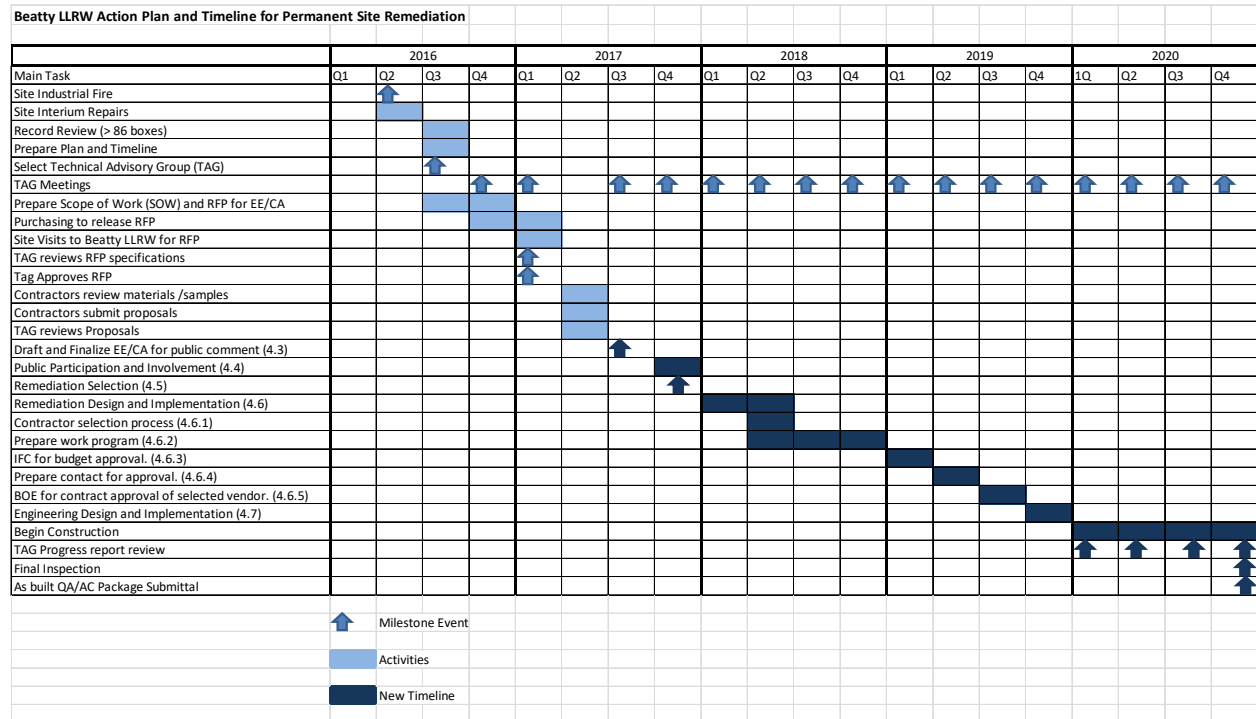 Beatty LLRW Action Plan and Timeline for Permanent Site Remediation
2016 2017 2018 2019 2020
Main Task Q1 Q2 Q3 Q4 Q1 Q2 Q3 Q4 Q1 Q2 Q3 Q4 Q1 Q2 Q3 Q4 1Q Q2 Q3 Q4
Site Industrial Fire
Site Interium Repairs
Record Review (> 86 boxes)
Prepare Plan and Timeline
Select Technical Advisory Group (TAG)
TAG Meetings
Prepare Scope of Work (SOW) and RFP for EE/CA
Purchasing to release RFP
Site Visits to Beatty LLRW for RFP
TAG reviews RFP specifications
Tag Approves RFP
Contractors review materials /samples
Contractors submit proposals
TAG reviews Proposals
Draft and Finalize EE/CA for public comment (4.3)
Public Participation and Involvement (4.4)
Remediation Selection (4.5)
Remediation Design and Implementation (4.6)
Contractor selection process (4.6.1)
Prepare work program (4.6.2)
IFC for budget approval. (4.6.3)
Prepare contact for approval. (4.6.4)
BOE for contract approval of selected vendor. (4.6.5)
Engineering Design and Implementation (4.7)
Begin Construction
TAG Progress report review
Final Inspection
As built QA/AC Package Submittal
Milestone Event
Activities
New Timeline